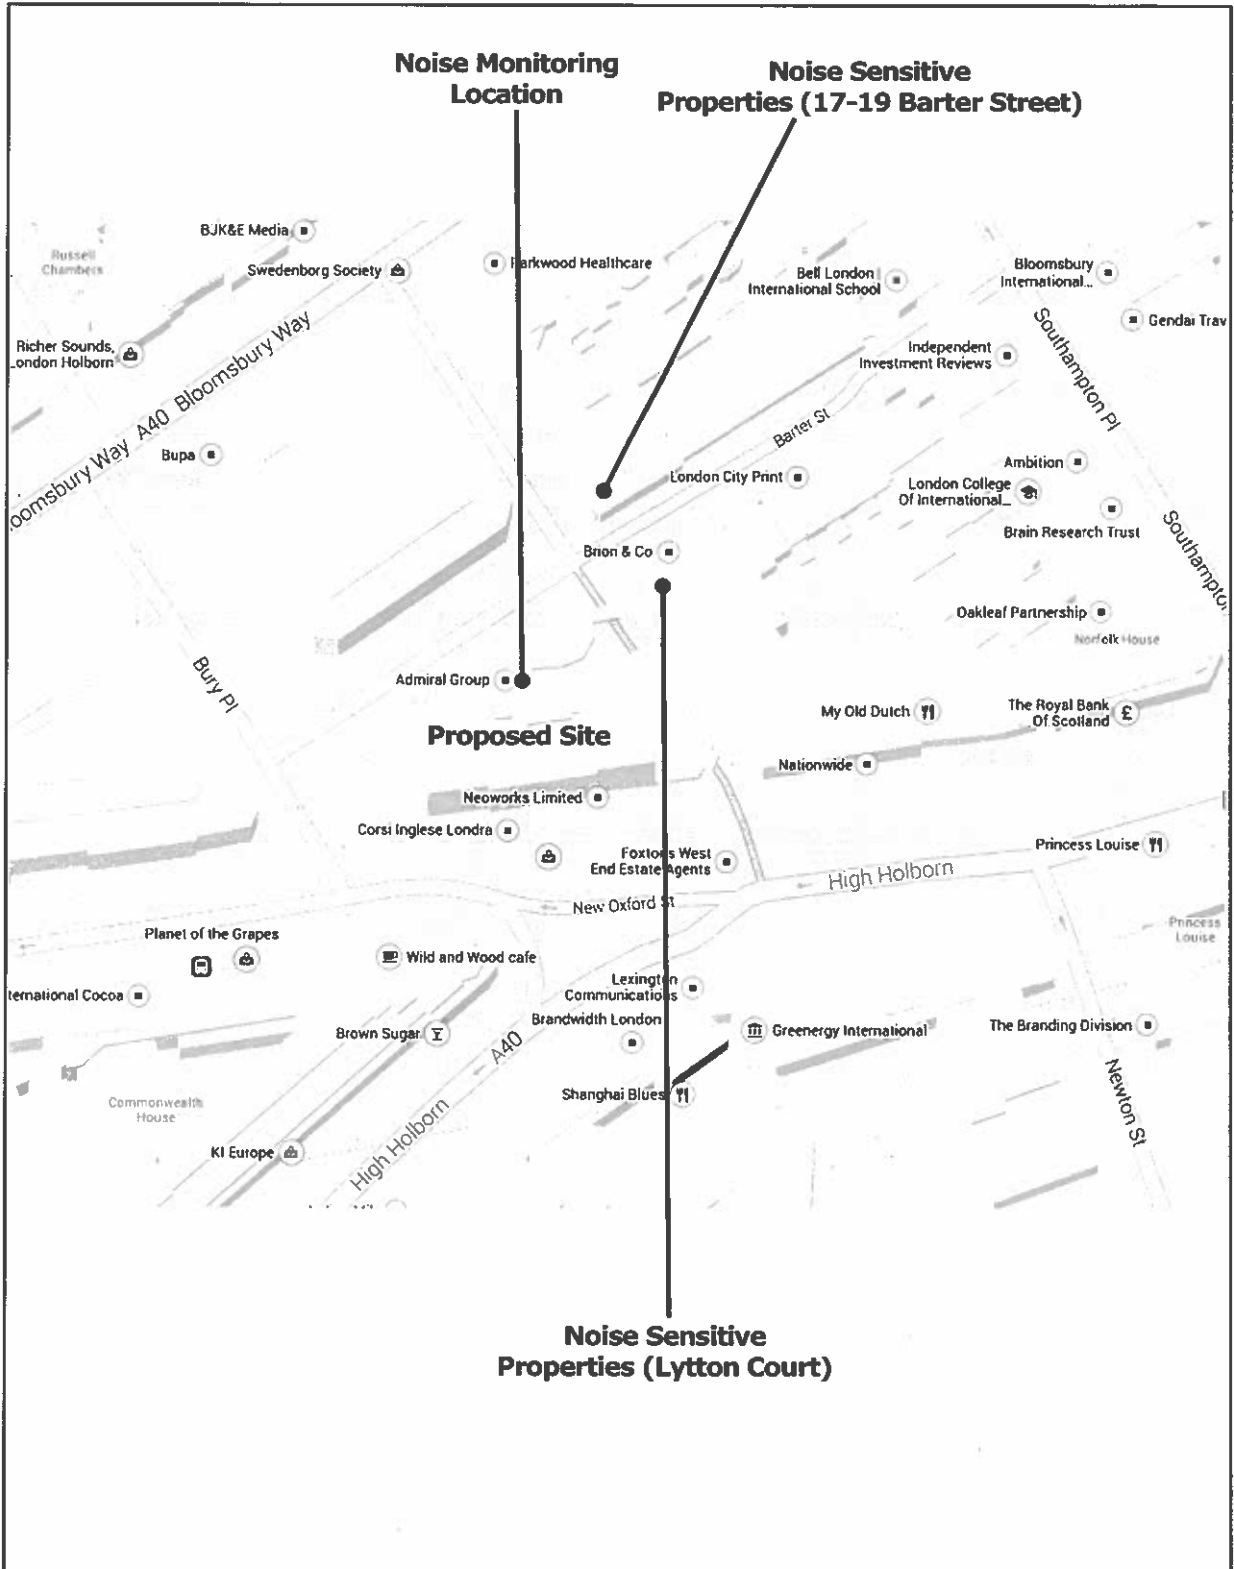 Noise Monitoring
Location
Noise Sensitive
Properties (17-19 Barter Street)
BJK&E Media
Russell
Chambers
Swedenborg Society
Parkwood Healthcare
Bell London
International School
Bloomsbury
International...
Gendai Trav
Richer Sounds,
London Holborn
Independent
Investment Reviews
Southampton Pl
A40 Bloomsbury Way
loomsbury Way
Bupa
Barter St
London City Print
Ambition
London College
Of International...
Brain Research Trust
Southampton
Brion & Co
Oakleaf Partnership
Norfolk House
Bury Pl
Admiral Group
My Old Dutch
The Royal Bank
Of Scotland
£
Proposed Site
Nationwide
Neoworks Limited
Corsi Inglese Londra
Foxtons West
End Estate Agents
Princess Louise
High Holborn
New Oxford St
Princess
Louise
Planet of the Grapes
Wild and Wood cafe
ternational Cocoa
Lexington
Communications
Brandwidth London
Brown Sugar
A40
Greenergy International
The Branding Division
Shanghai Blues
Commonwealth
House
Newton St
KI Europe
High Holborn
Noise Sensitive
Properties (Lytton Court)